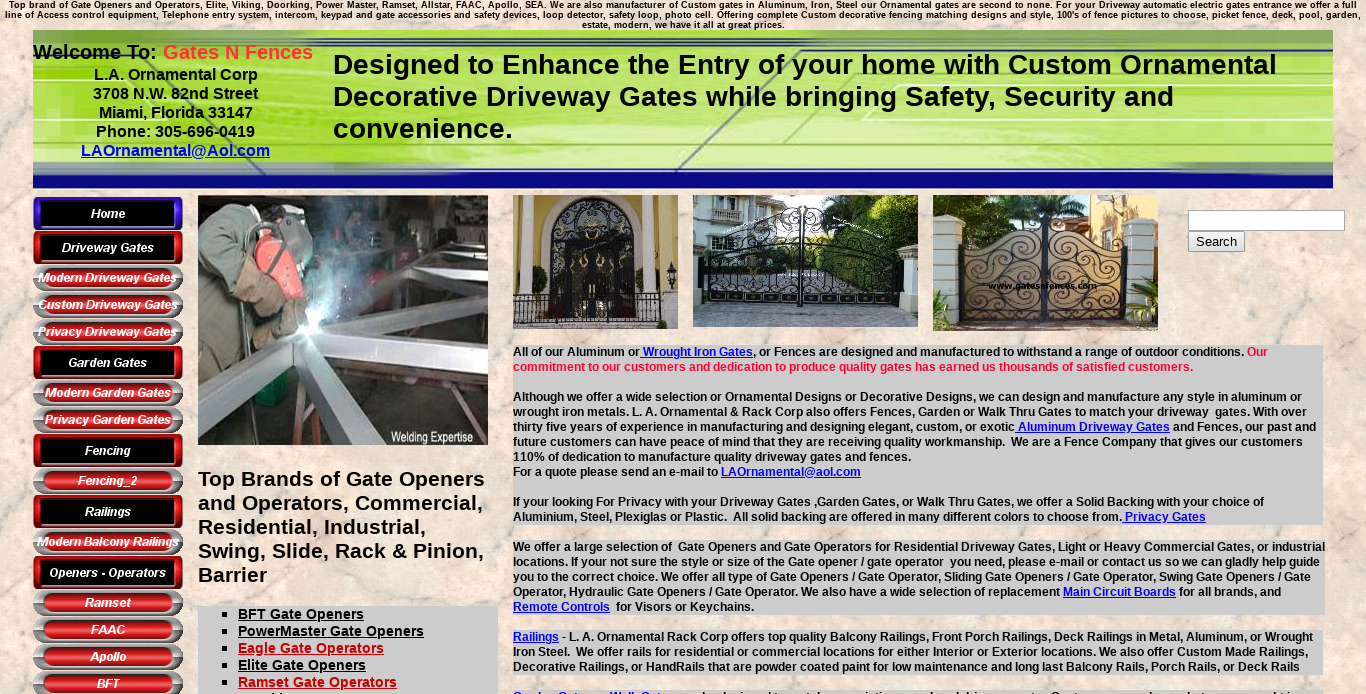 Top brand of Gate Openers and Operators, Elite, Viking, Doorking, Power Master, Ramset, Allstar, FAAC, Apollo, SEA. We are also manufacturer of Custom gates in Aluminum, Iron, Steel our Ornamental gates are second to none. For your Driveway automatic electric gates entrance we offer a full
line of Access control equipment, Telephone entry system, intercom, keypad and gate accessories and safety devices, loop detector, safety loop, photo cell. Offering complete Custom decorative fencing matching designs and style, 100's of fence pictures to choose, picket fence, deck, pool, garden,
estate, modern, we have it all at great prices.
Welcome To: Gates N Fences
L.A. Ornamental Corp
3708 N.W. 82nd Street
Miami, Florida 33147
Phone: 305-696-0419
LAOrnamental@Aol.com
Designed to Enhance the Entry of your home with Custom Ornamental
Decorative Driveway Gates while bringing Safety, Security and
convenience.
Home
Driveway Gates
Modern Driveway Gates
Custom Driveway Gates
Privacy Driveway Gates
Garden Gates
Modern Garden Gates
Privacy Garden Gates
Fencing
Fencing_2
Railings
Modern Balcony Railings
Openers - Operators
Ramset
FAAC
Apollo
BFT
Welding Expertise
Top Brands of Gate Openers
and Operators, Commercial,
Residential, Industrial,
Swing, Slide, Rack & Pinion,
Barrier
BFT Gate Openers
PowerMaster Gate Openers
Eagle Gate Operators
Elite Gate Openers
Ramset Gate Operators
www.gatesnfences.com
Search
All of our Aluminum or Wrought Iron Gates, or Fences are designed and manufactured to withstand a range of outdoor conditions. Our
commitment to our customers and dedication to produce quality gates has earned us thousands of satisfied customers.
Although we offer a wide selection or Ornamental Designs or Decorative Designs, we can design and manufacture any style in aluminum or
wrought iron metals. L. A. Ornamental & Rack Corp also offers Fences, Garden or Walk Thru Gates to match your driveway  gates. With over
thirty five years of experience in manufacturing and designing elegant, custom, or exotic Aluminum Driveway Gates and Fences, our past and
future customers can have peace of mind that they are receiving quality workmanship.  We are a Fence Company that gives our customers
110% of dedication to manufacture quality driveway gates and fences.
For a quote please send an e-mail to LAOrnamental@aol.com
If your looking For Privacy with your Driveway Gates ,Garden Gates, or Walk Thru Gates, we offer a Solid Backing with your choice of
Aluminium, Steel, Plexiglas or Plastic.  All solid backing are offered in many different colors to choose from. Privacy Gates
We offer a large selection of  Gate Openers and Gate Operators for Residential Driveway Gates, Light or Heavy Commercial Gates, or industrial
locations. If your not sure the style or size of the Gate opener / gate operator  you need, please e-mail or contact us so we can gladly help guide
you to the correct choice. We offer all type of Gate Openers / Gate Operator, Sliding Gate Openers / Gate Operator, Swing Gate Openers / Gate
Operator, Hydraulic Gate Openers / Gate Operator. We also have a wide selection of replacement Main Circuit Boards for all brands, and
Remote Controls  for Visors or Keychains.
Railings - L. A. Ornamental Rack Corp offers top quality Balcony Railings, Front Porch Railings, Deck Railings in Metal, Aluminum, or Wrought
Iron Steel.  We offer rails for residential or commercial locations for either Interior or Exterior locations. We also offer Custom Made Railings,
Decorative Railings, or HandRails that are powder coated paint for low maintenance and long last Balcony Rails, Porch Rails, or Deck Rails